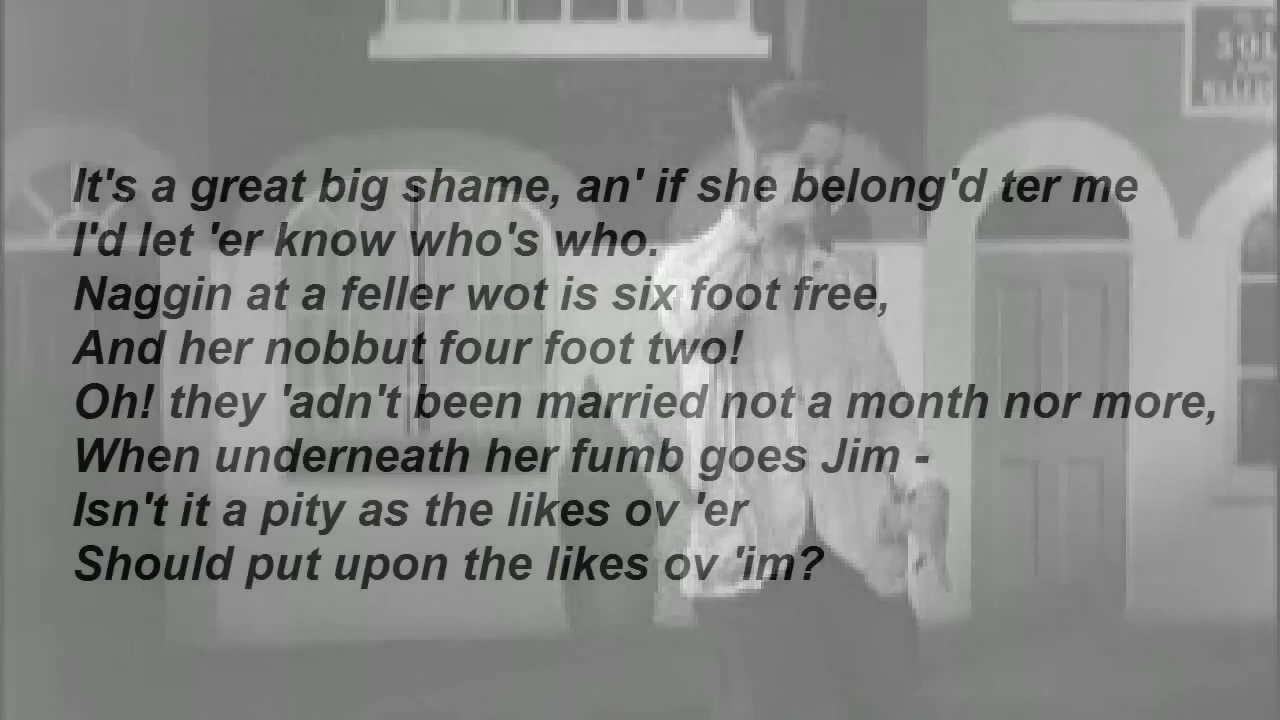 It's a great big shame, an' if she belong'd ter me
I'd let 'er know who's who.
Naggin at a feller wot is six foot free,
And her nobbut four foot two!
Oh! they 'adn't been married not a month nor more,
When underneath her fumb goes Jim -
Isn't it a pity as the likes ov 'er
Should put upon the likes ov 'im?